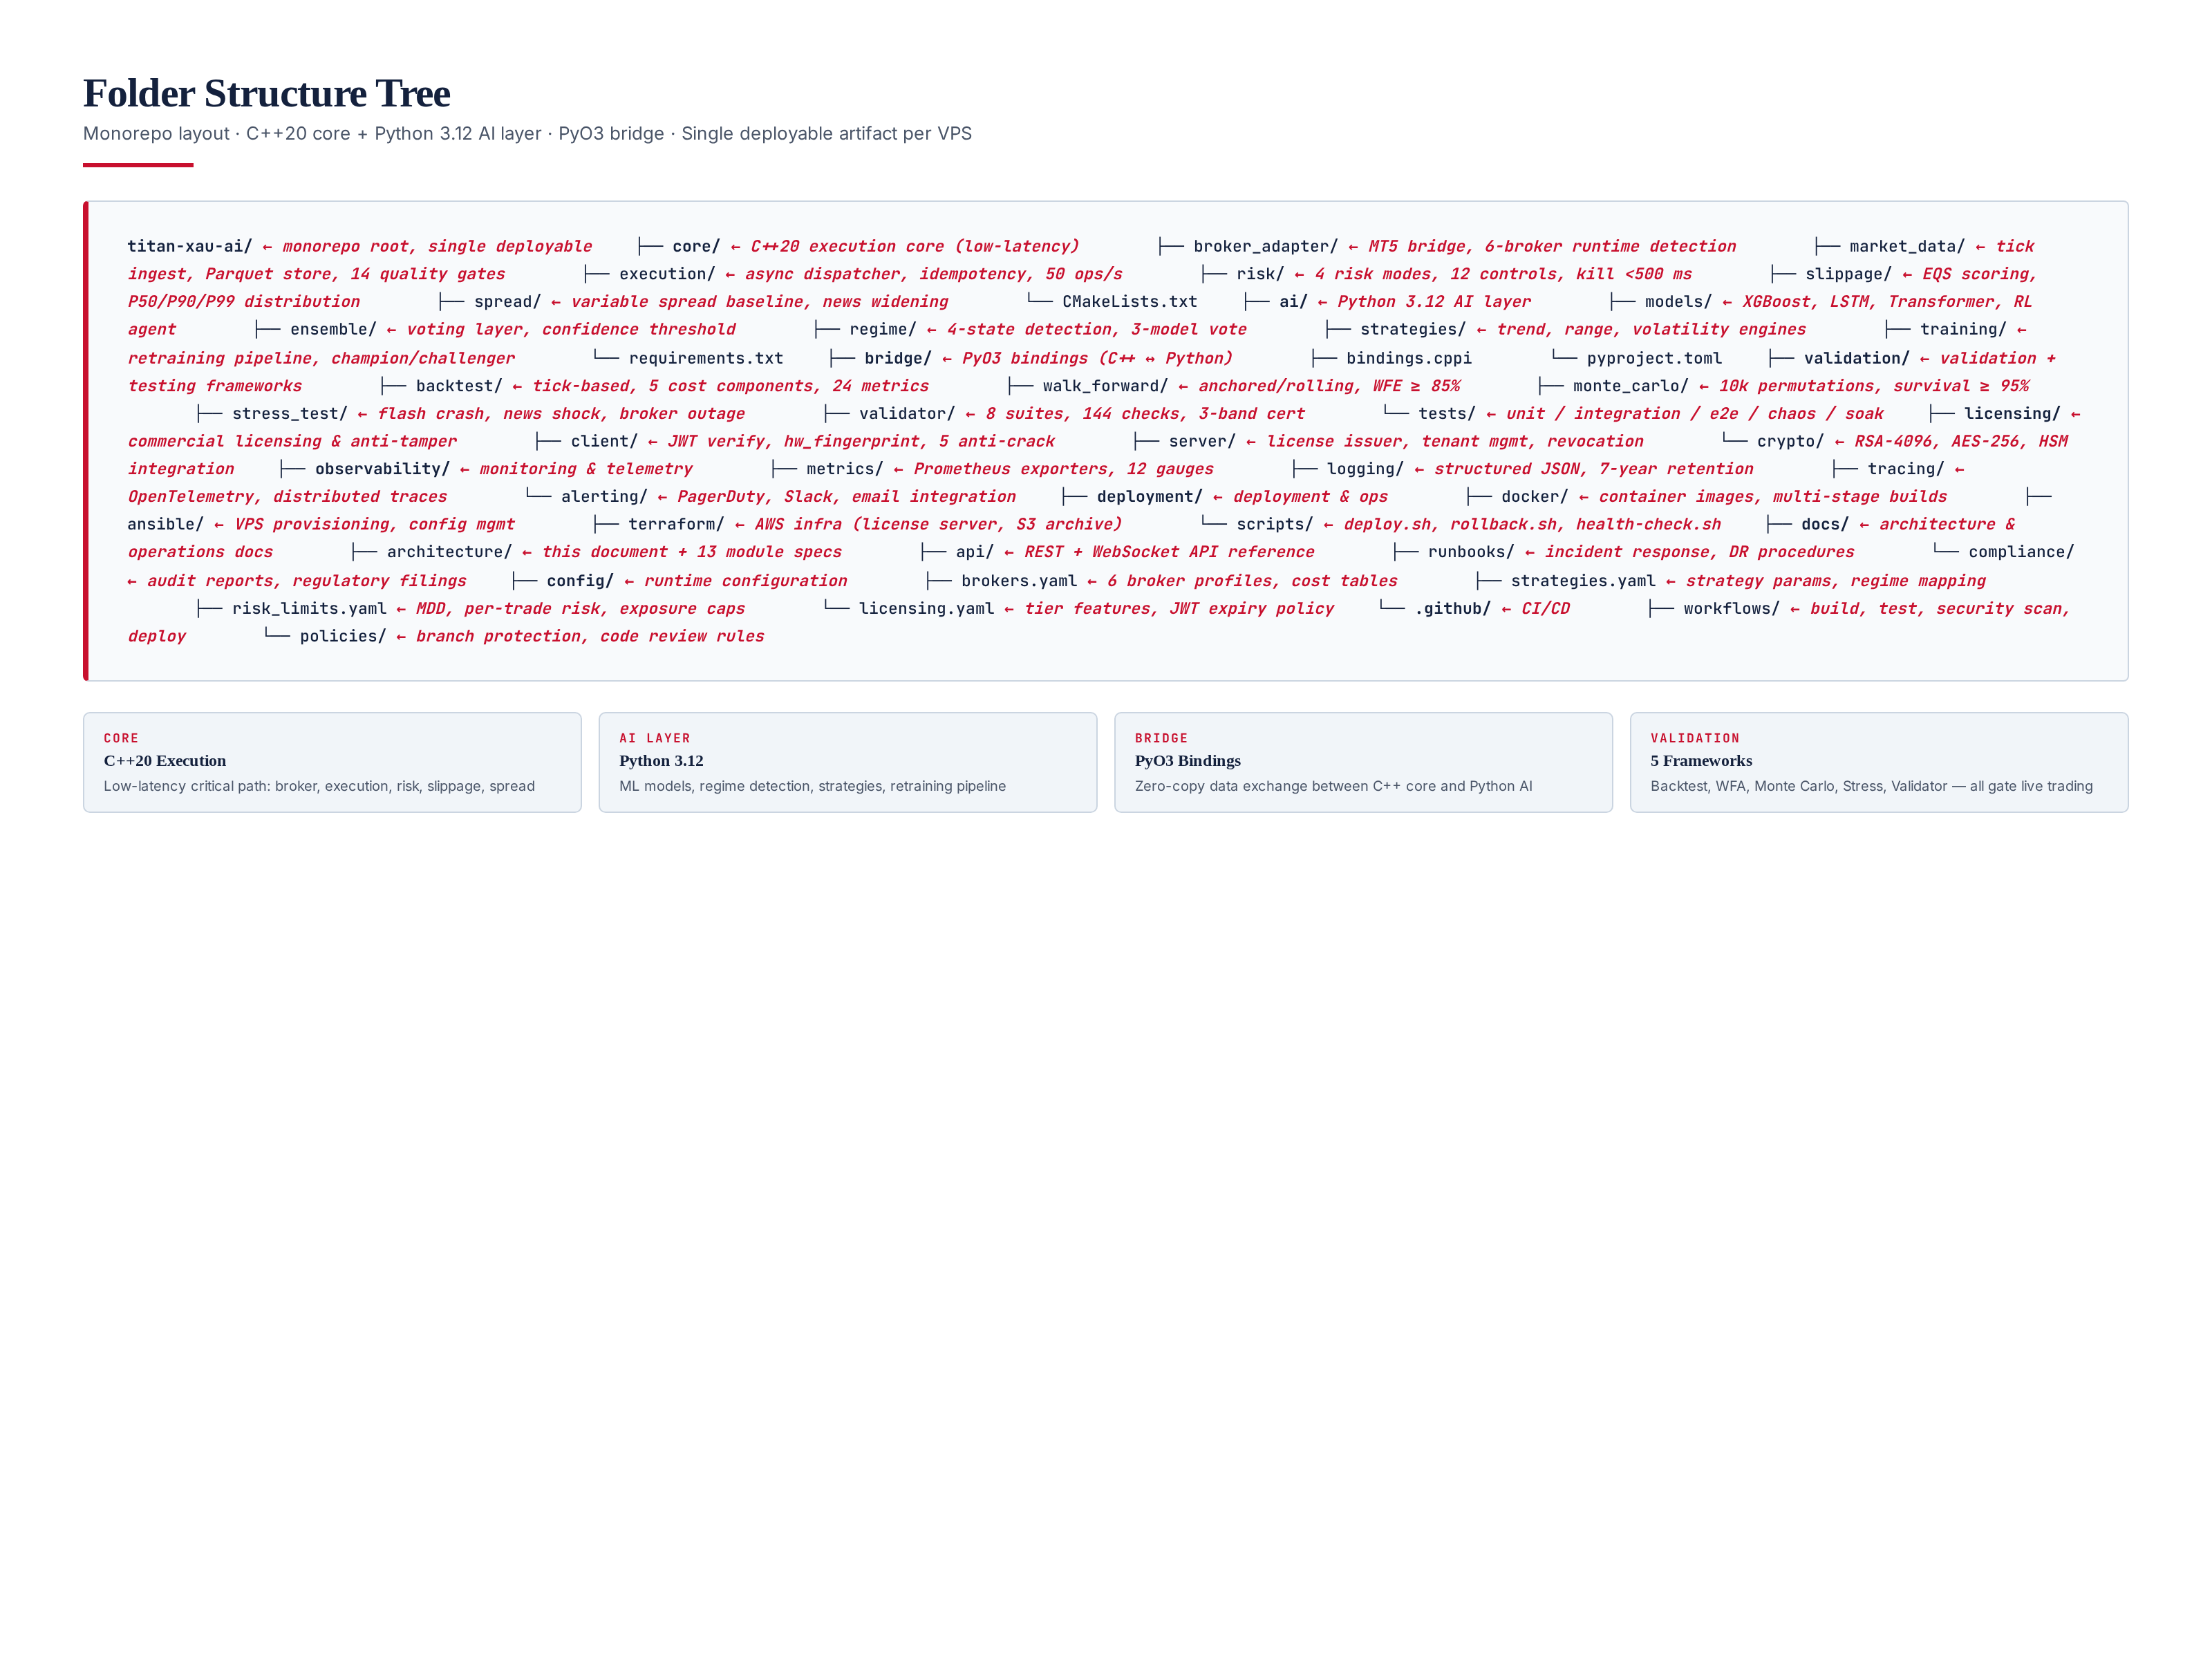 Folder Structure Tree
Monorepo layout · C++20 core + Python 3.12 AI layer · PyO3 bridge · Single deployable artifact per VPS
titan-xau-ai/ ← monorepo root, single deployable ├── core/ ← C++20 execution core (low-latency) ├── broker_adapter/ ← MT5 bridge, 6-broker runtime detection ├── market_data/ ← tick
ingest, Parquet store, 14 quality gates ├── execution/ ← async dispatcher, idempotency, 50 ops/s ├── risk/ ← 4 risk modes, 12 controls, kill <500 ms ├── slippage/ ← EQS scoring,
P50/P90/P99 distribution ├── spread/ ← variable spread baseline, news widening └── CMakeLists.txt ├── ai/ ← Python 3.12 AI layer ├── models/ ← XGBoost, LSTM, Transformer, RL
agent ├── ensemble/ ← voting layer, confidence threshold ├── regime/ ← 4-state detection, 3-model vote ├── strategies/ ← trend, range, volatility engines ├── training/ ←
retraining pipeline, champion/challenger └── requirements.txt ├── bridge/ ← PyO3 bindings (C++ ↔ Python) ├── bindings.cppi └── pyproject.toml ├── validation/ ← validation +
testing frameworks ├── backtest/ ← tick-based, 5 cost components, 24 metrics ├── walk_forward/ ← anchored/rolling, WFE ≥ 85% ├── monte_carlo/ ← 10k permutations, survival ≥ 95%
├── stress_test/ ← flash crash, news shock, broker outage ├── validator/ ← 8 suites, 144 checks, 3-band cert └── tests/ ← unit / integration / e2e / chaos / soak ├── licensing/ ←
commercial licensing & anti-tamper ├── client/ ← JWT verify, hw_fingerprint, 5 anti-crack ├── server/ ← license issuer, tenant mgmt, revocation └── crypto/ ← RSA-4096, AES-256, HSM
integration ├── observability/ ← monitoring & telemetry ├── metrics/ ← Prometheus exporters, 12 gauges ├── logging/ ← structured JSON, 7-year retention ├── tracing/ ←
OpenTelemetry, distributed traces └── alerting/ ← PagerDuty, Slack, email integration ├── deployment/ ← deployment & ops ├── docker/ ← container images, multi-stage builds ├──
ansible/ ← VPS provisioning, config mgmt ├── terraform/ ← AWS infra (license server, S3 archive) └── scripts/ ← deploy.sh, rollback.sh, health-check.sh ├── docs/ ← architecture &
operations docs ├── architecture/ ← this document + 13 module specs ├── api/ ← REST + WebSocket API reference ├── runbooks/ ← incident response, DR procedures └── compliance/
← audit reports, regulatory filings ├── config/ ← runtime configuration ├── brokers.yaml ← 6 broker profiles, cost tables ├── strategies.yaml ← strategy params, regime mapping
├── risk_limits.yaml ← MDD, per-trade risk, exposure caps └── licensing.yaml ← tier features, JWT expiry policy └── .github/ ← CI/CD ├── workflows/ ← build, test, security scan,
deploy └── policies/ ← branch protection, code review rules
CORE
C++20 Execution
Low-latency critical path: broker, execution, risk, slippage, spread
AI LAYER
Python 3.12
ML models, regime detection, strategies, retraining pipeline
BRIDGE
PyO3 Bindings
Zero-copy data exchange between C++ core and Python AI
VALIDATION
5 Frameworks
Backtest, WFA, Monte Carlo, Stress, Validator — all gate live trading